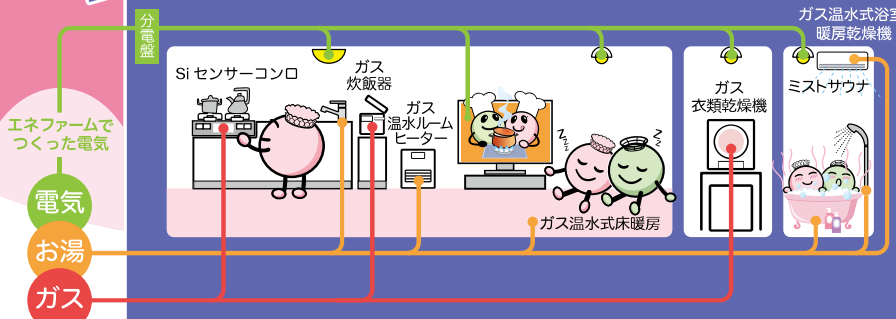 分電盤
ガス温水式浴室
暖房乾燥機
Siセンサーコンロ
ガス
炊飯器
ガス
温水ルーム
ヒーター
ガス
衣類乾燥機
ミストサウナ
エネファームで
つくった電気
電気
ガス温水式床暖房
お湯
ガス